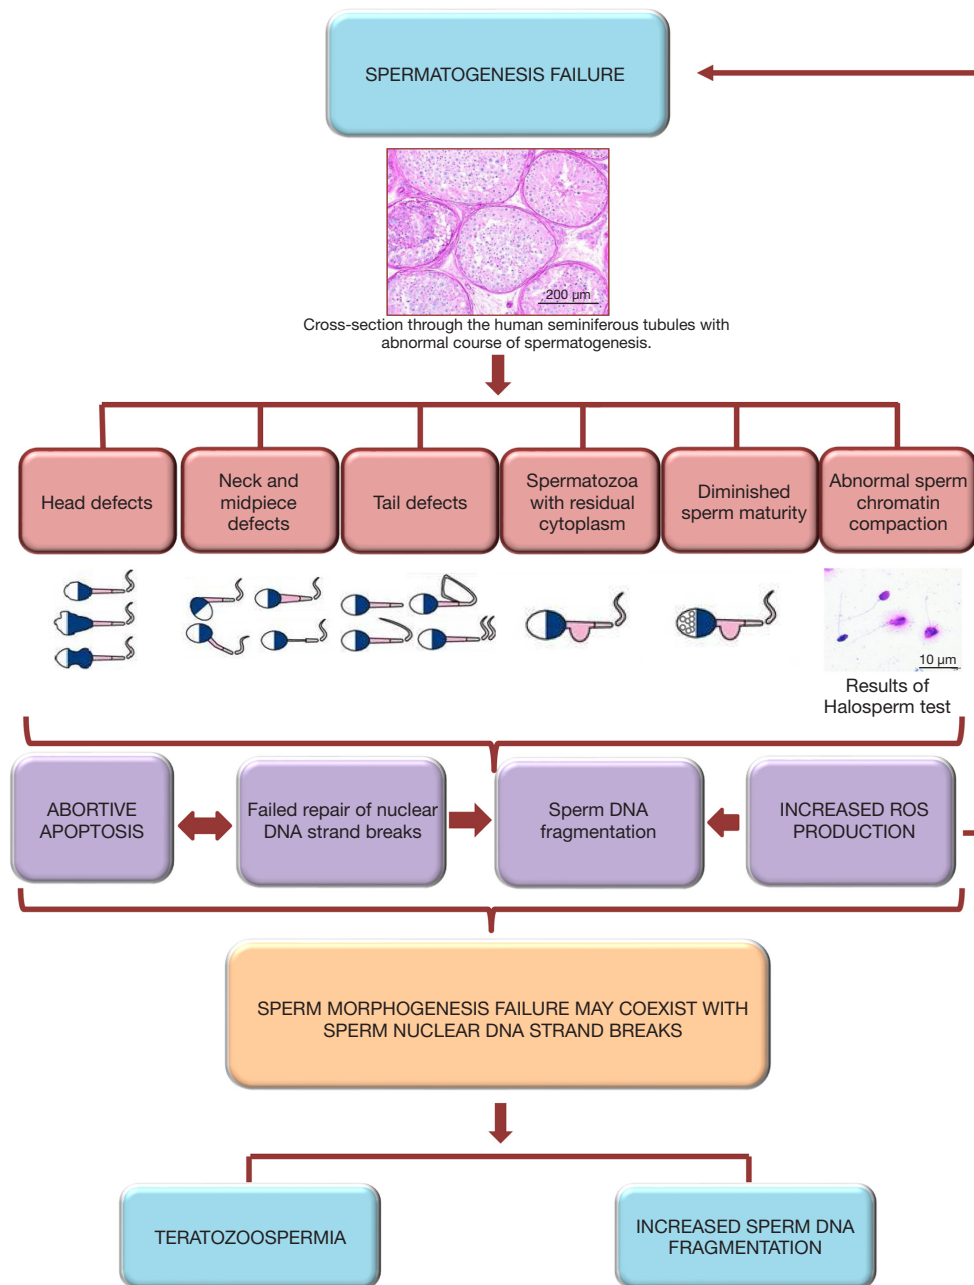 SPERMATOGENESIS FAILURE
200 µm
Cross-section through the human seminiferous tubules with
abnormal course of spermatogenesis.
Head defects
Neck and
midpiece
defects
Tail defects
Spermatozoa
with residual
cytoplasm
Diminished
sperm maturity
Abnormal sperm
chromatin
compaction
10 µm
Results of
Halosperm test
ABORTIVE
APOPTOSIS
Failed repair of nuclear
DNA strand breaks
Sperm DNA
fragmentation
INCREASED ROS
PRODUCTION
SPERM MORPHOGENESIS FAILURE MAY COEXIST WITH
SPERM NUCLEAR DNA STRAND BREAKS
TERATOZOOSPERMIA
INCREASED SPERM DNA
FRAGMENTATION